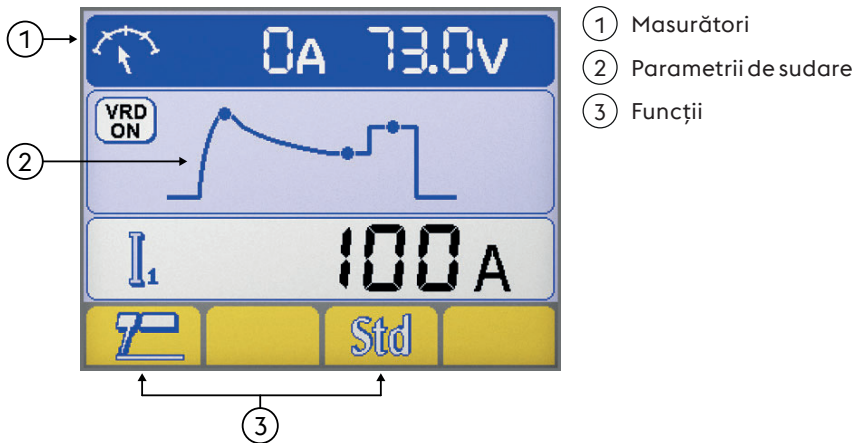 1 0A 73.0V
1 Masurători
2 Parametrii de sudare
3 Funcții
VRD
ON
2
I1 100A
Std
3